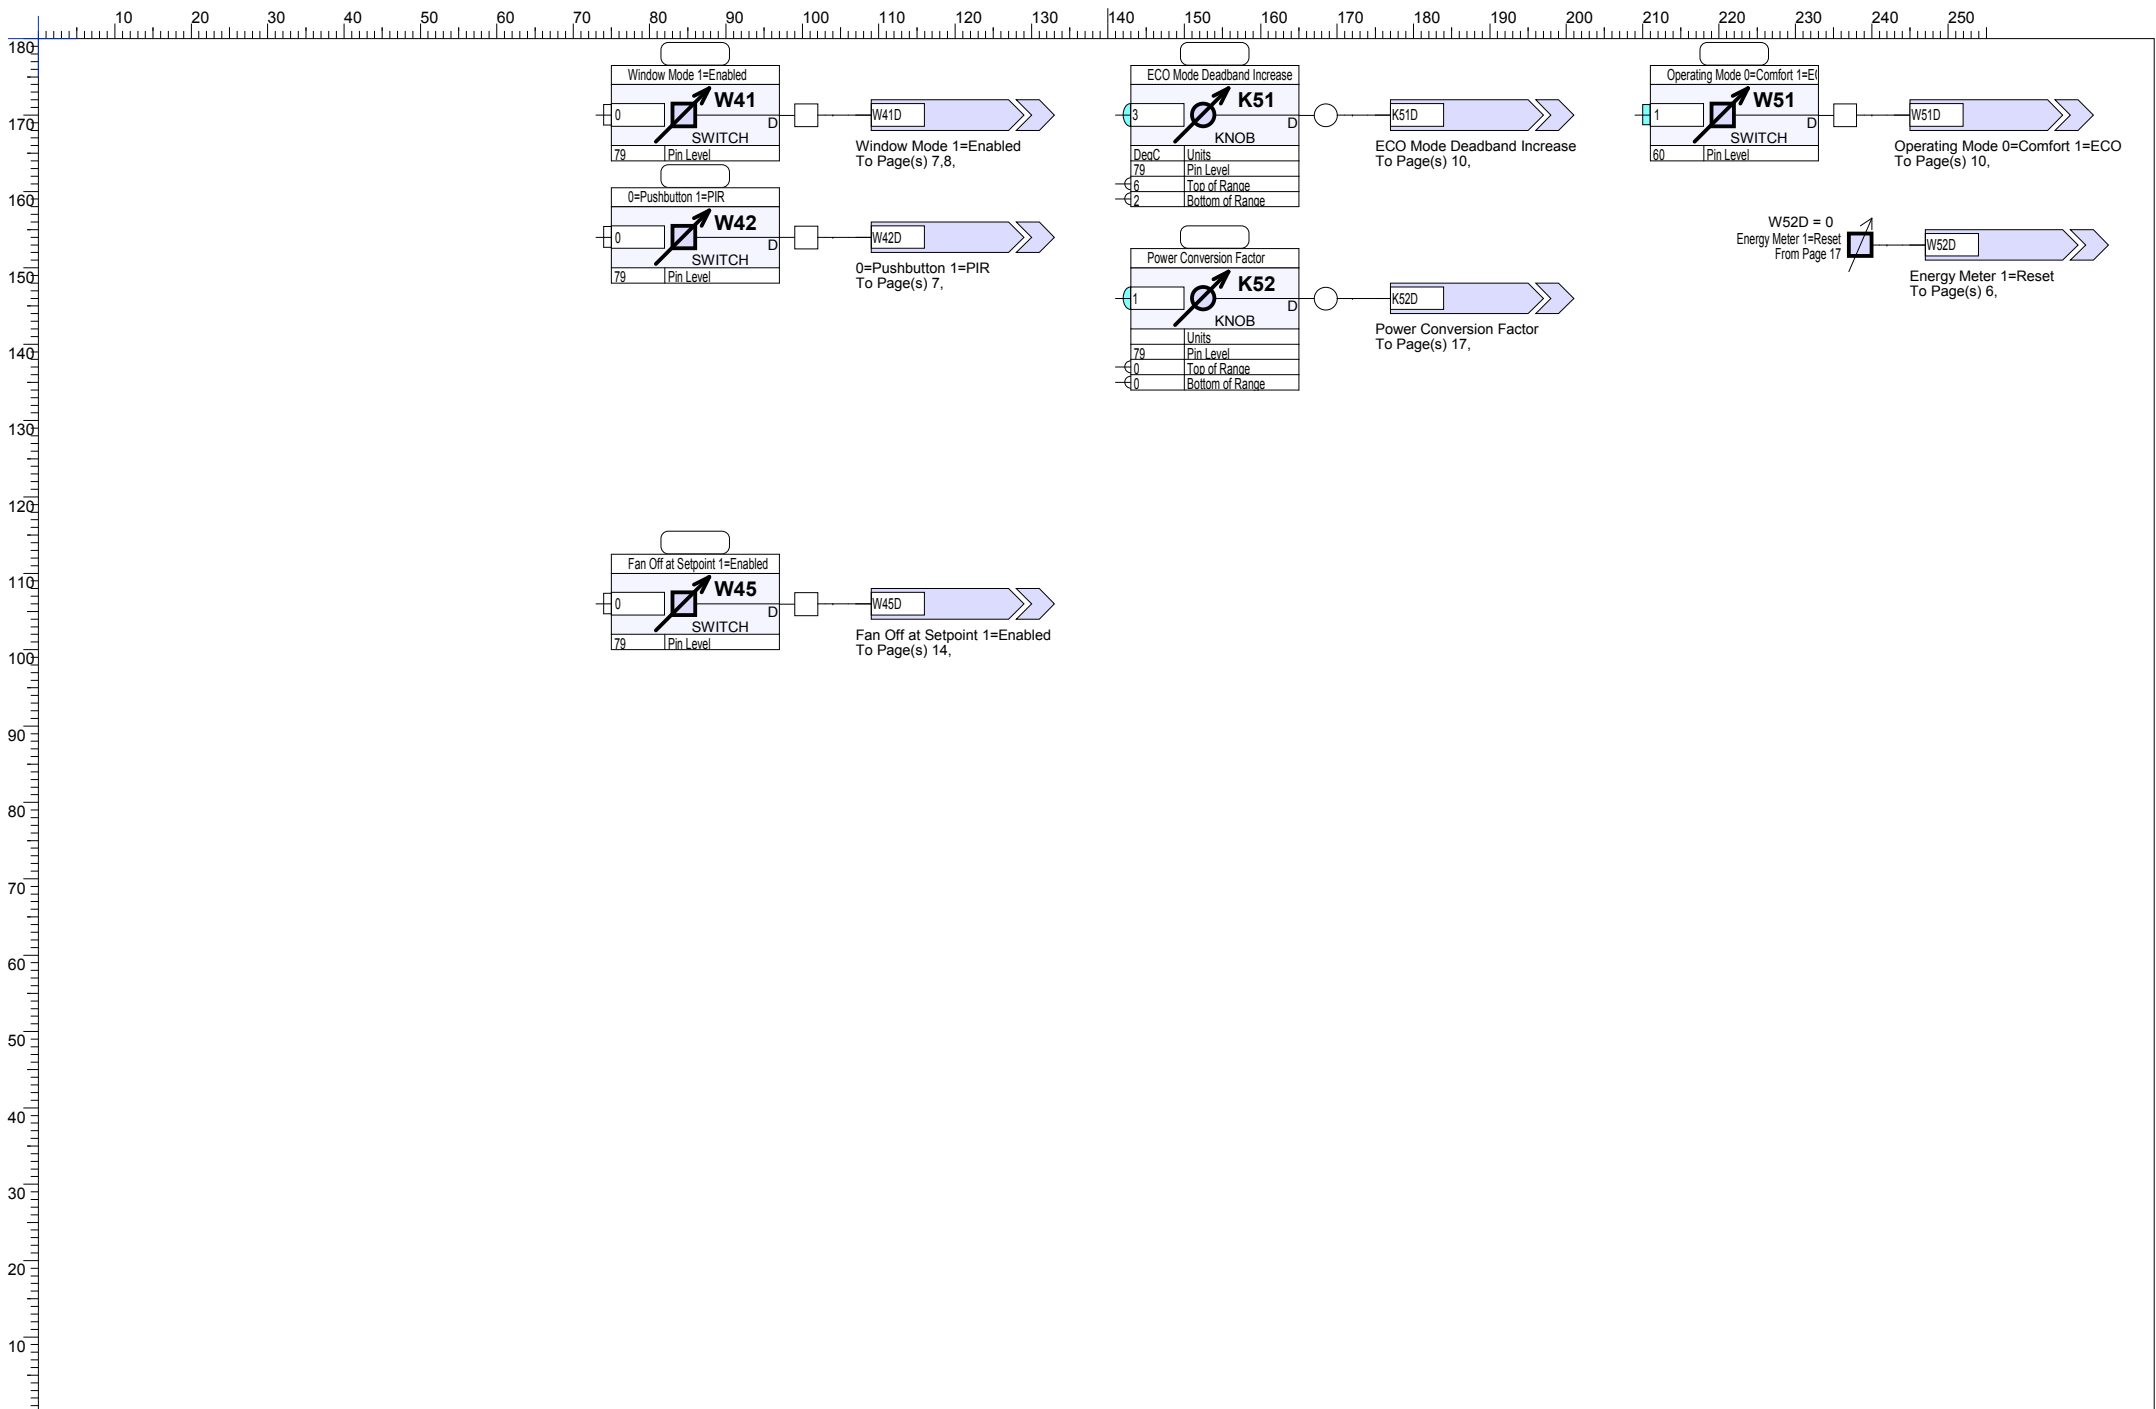 10 20 30 40 50 60 70 80 90 100 110 120 130 140 150 160 170 180 190 200 210 220 230 240 250
180
170
160
150
140
130
120
110
100
90
80
70
60
50
40
30
20
10
Window Mode 1=Enabled
W41
0
D
SWITCH
79 Pin Level
W41D
Window Mode 1=Enabled
To Page(s) 7,8,
0=Pushbutton 1=PIR
W42
0
D
SWITCH
79 Pin Level
W42D
0=Pushbutton 1=PIR
To Page(s) 7,
Fan Off at Setpoint 1=Enabled
W45
0
D
SWITCH
79 Pin Level
W45D
Fan Off at Setpoint 1=Enabled
To Page(s) 14,
ECO Mode Deadband Increase
K51
3
D
KNOB
DegC Units
79 Pin Level
6 Top of Range
2 Bottom of Range
K51D
ECO Mode Deadband Increase
To Page(s) 10,
Power Conversion Factor
K52
1
D
KNOB
Units
79 Pin Level
0 Top of Range
0 Bottom of Range
K52D
Power Conversion Factor
To Page(s) 17,
Operating Mode 0=Comfort 1=E
W51
1
D
SWITCH
60 Pin Level
W51D
Operating Mode 0=Comfort 1=ECO
To Page(s) 10,
W52D = 0
Energy Meter 1=Reset
From Page 17
W52D
Energy Meter 1=Reset
To Page(s) 6,